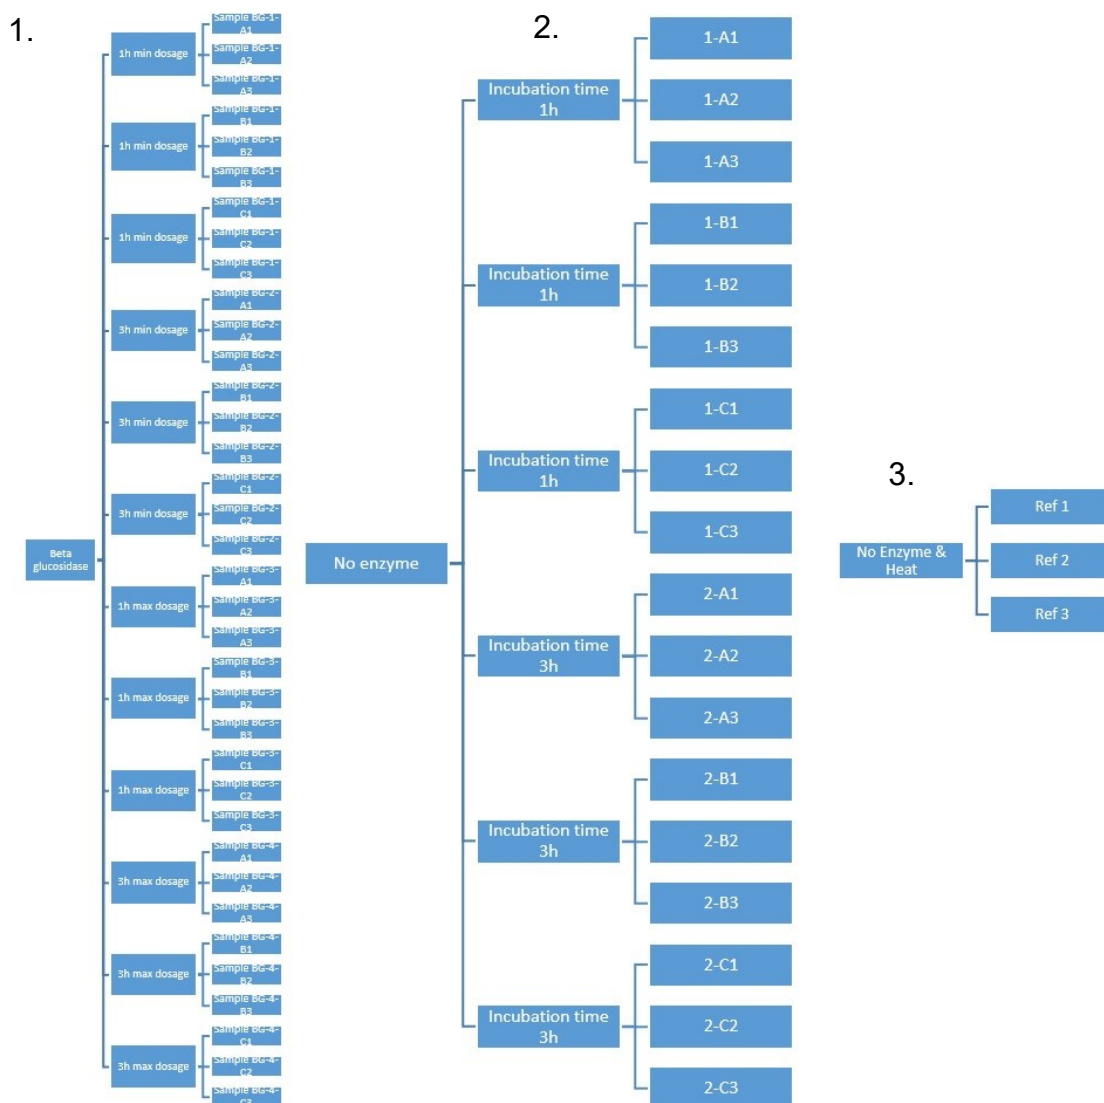 1.
Beta
glucosidase
1h min dosage
Sample BG-1-
A1
Sample BG-1-
A2
Sample BG-1-
A3
1h min dosage
Sample BG-1-
B1
Sample BG-1-
B2
Sample BG-1-
B3
1h min dosage
Sample BG-1-
C1
Sample BG-1-
C2
Sample BG-1-
C3
3h min dosage
Sample BG-2-
A1
Sample BG-2-
A2
Sample BG-2-
A3
3h min dosage
Sample BG-2-
B1
Sample BG-2-
B2
Sample BG-2-
B3
3h min dosage
Sample BG-2-
C1
Sample BG-2-
C2
Sample BG-2-
C3
1h max dosage
Sample BG-3-
A1
Sample BG-3-
A2
Sample BG-3-
A3
1h max dosage
Sample BG-3-
B1
Sample BG-3-
B2
Sample BG-3-
B3
1h max dosage
Sample BG-3-
C1
Sample BG-3-
C2
Sample BG-3-
C3
3h max dosage
Sample BG-4-
A1
Sample BG-4-
A2
Sample BG-4-
A3
3h max dosage
Sample BG-4-
B1
Sample BG-4-
B2
Sample BG-4-
B3
3h max dosage
Sample BG-4-
C1
Sample BG-4-
C2
Sample BG-4-
C3
2.
No enzyme
Incubation time
1h
1-A1
1-A2
1-A3
Incubation time
1h
1-B1
1-B2
1-B3
Incubation time
1h
1-C1
1-C2
1-C3
Incubation time
3h
2-A1
2-A2
2-A3
Incubation time
3h
2-B1
2-B2
2-B3
Incubation time
3h
2-C1
2-C2
2-C3
3.
No Enzyme &
Heat
Ref 1
Ref 2
Ref 3